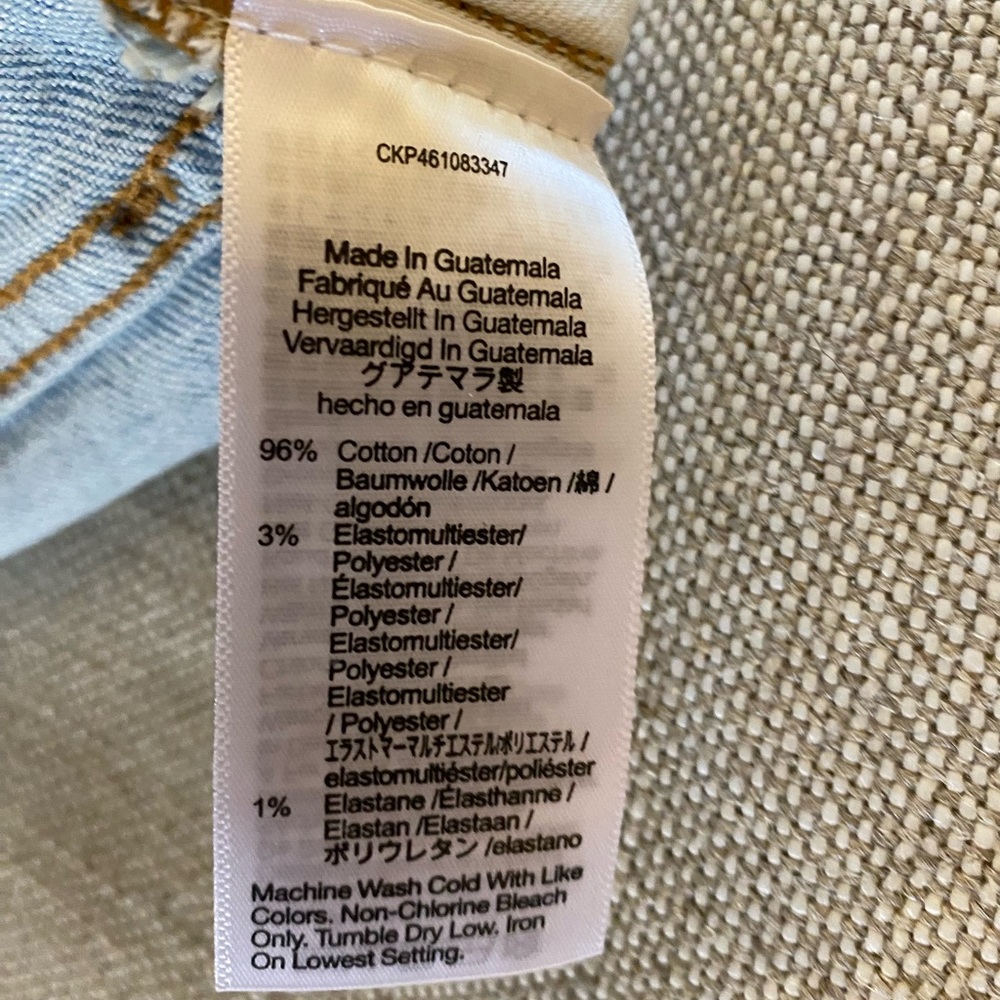 CKP461083347
Made In Guatemala
Fabriqué Au Guatemala
Hergestellt In Guatemala
Vervaardigd In Guatemala
グアテマラ製
hecho en guatemala
96% Cotton /Coton /
Baumwolle /Katoen /綿 /
algodón
3% Elastomultiester/
Polyester /
Élastomultiester/
Polyester /
Elastomultiester/
Polyester /
Elastomultiester
/ Polyester /
エラストマーマルチエステル/ポリエステル /
elastomultiéster/poliéster
1% Elastane /Élasthanne /
Elastan /Elastaan /
ポリウレタン /elastano
Machine Wash Cold With Like
Colors. Non-Chlorine Bleach
Only. Tumble Dry Low. Iron
On Lowest Setting.